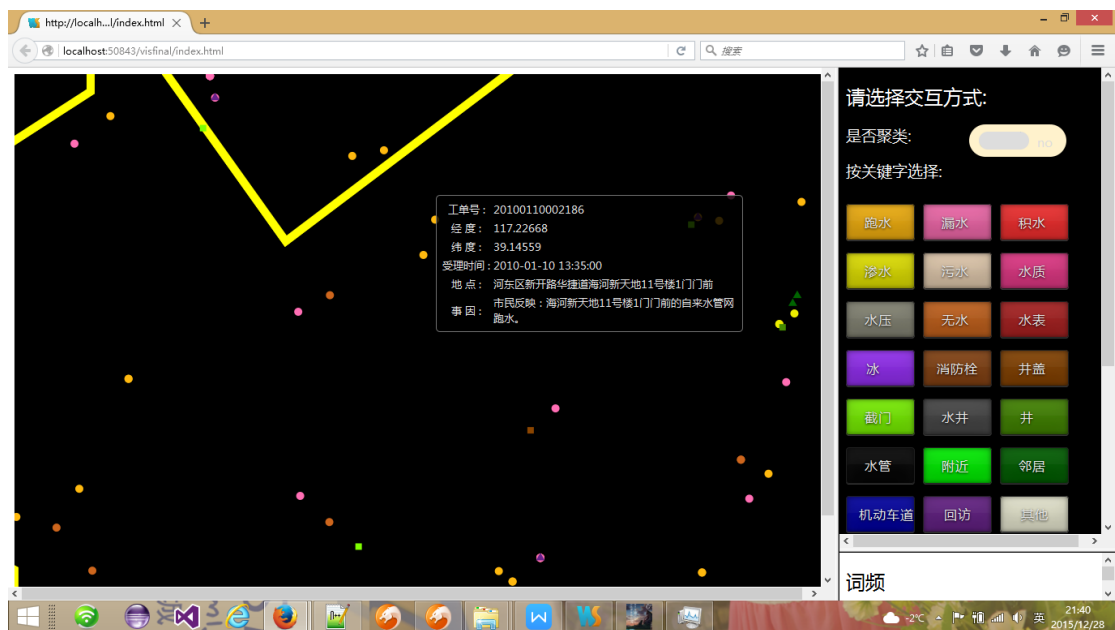 http://localh...l/index.html
localhost:50843/visfinal/index.html
搜索
工单号： 20100110002186
经 度： 117.22668
纬 度： 39.14559
受理时间：2010-01-10 13:35:00
地 点： 河东区新开路华捷道海河新天地11号楼1门门前
事 因： 市民反映：海河新天地11号楼1门门前的自来水管网
跑水。
请选择交互方式:
是否聚类:
no
按关键字选择:
跑水 漏水 积水
渗水 污水 水质
水压 无水 水表
冰 消防栓 井盖
截门 水井 井
水管 附近 邻居
机动车道 回访 其他
词频
-2℃ 英 21:40
2015/12/28